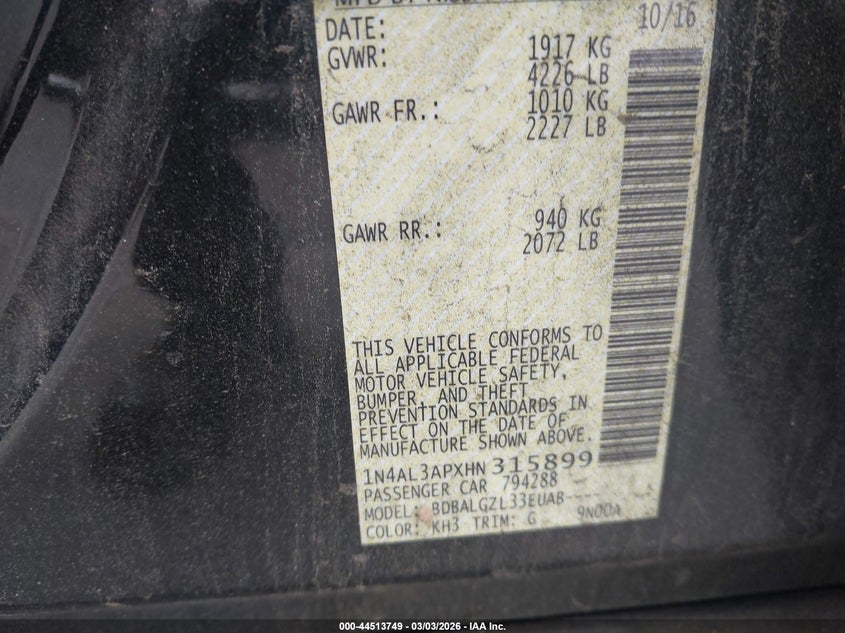 10/16
DATE:
GVWR: 1917 KG
4226 LB
GAWR FR.: 1010 KG
2227 LB
GAWR RR.: 940 KG
2072 LB
THIS VEHICLE CONFORMS TO
ALL APPLICABLE FEDERAL
MOTOR VEHICLE SAFETY,
BUMPER, AND THEFT
PREVENTION STANDARDS IN
EFFECT ON THE DATE OF
MANUFACTURE SHOWN ABOVE.
1N4AL3APXHN315899
PASSENGER CAR 794288
MODEL: BDBALGZL33EUAB----
COLOR: KH3 TRIM: G 9N00A
000-44513749 - 03/03/2026 - IAA Inc.